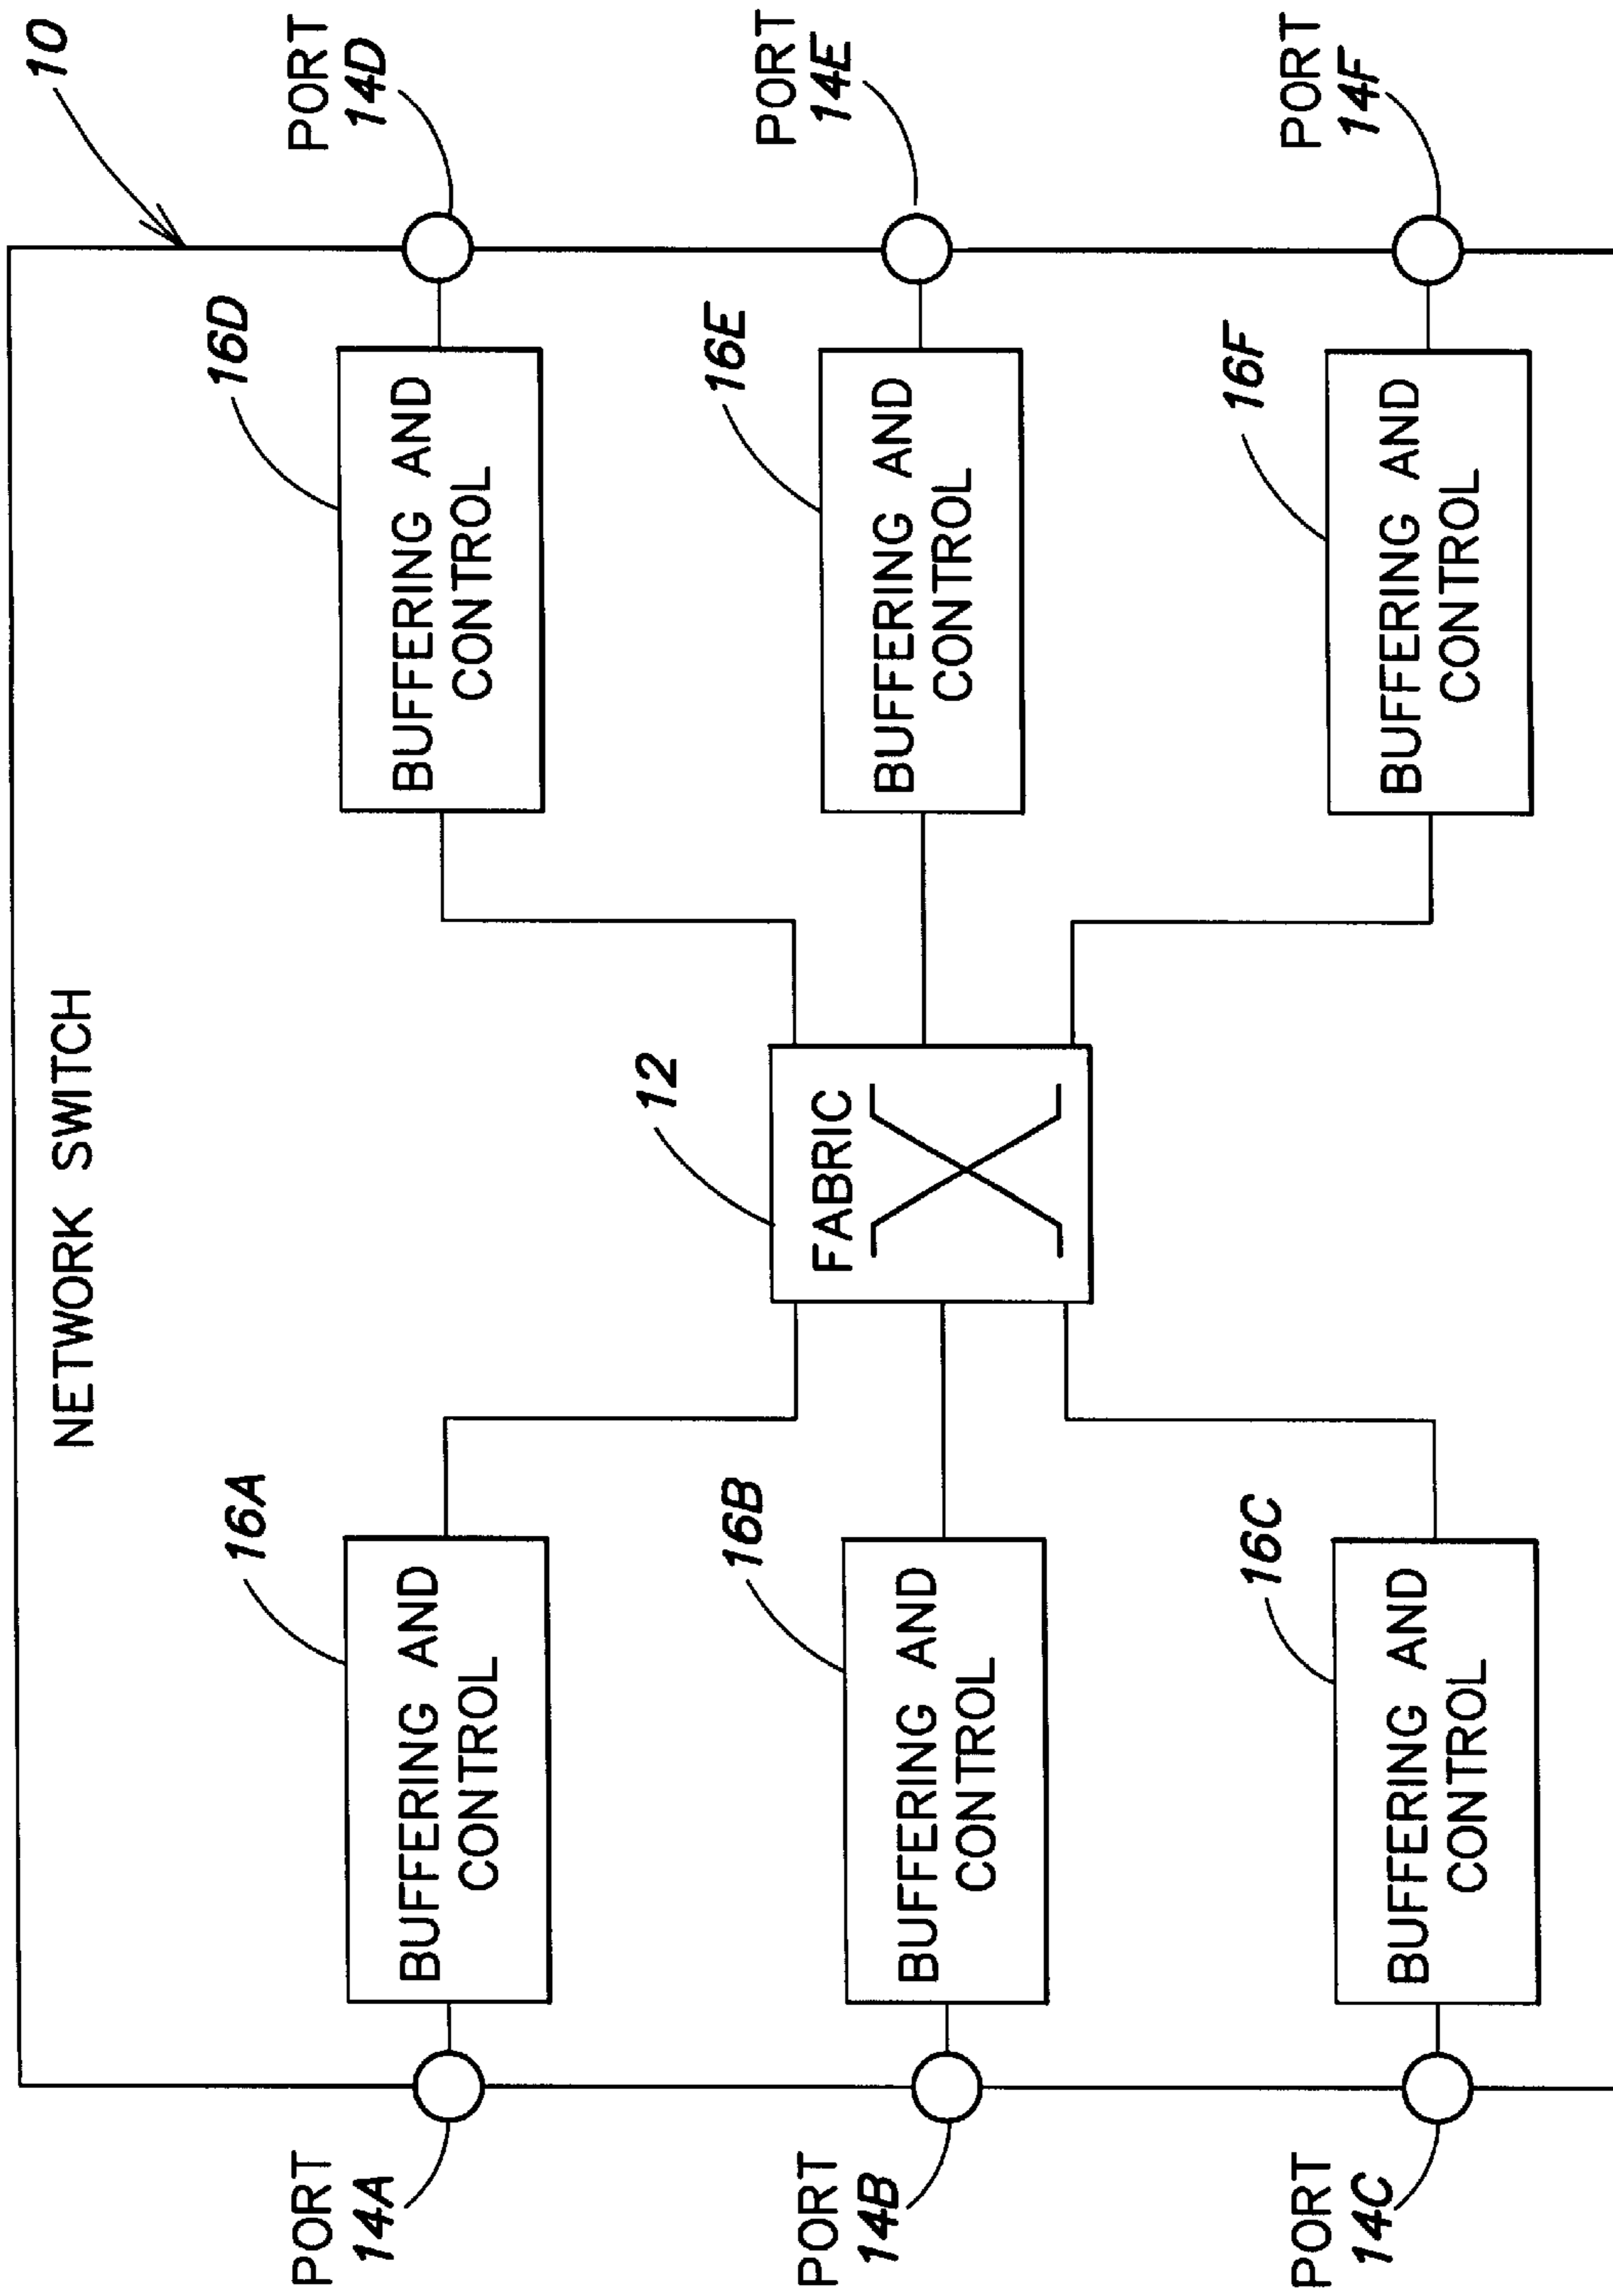 10
NETWORK SWITCH
PORT
14A
16A
BUFFERING AND
CONTROL
16D
BUFFERING AND
CONTROL
PORT
14D
12
FABRIC
PORT
14B
16B
BUFFERING AND
CONTROL
16E
BUFFERING AND
CONTROL
PORT
14E
PORT
14C
16C
BUFFERING AND
CONTROL
16F
BUFFERING AND
CONTROL
PORT
14F